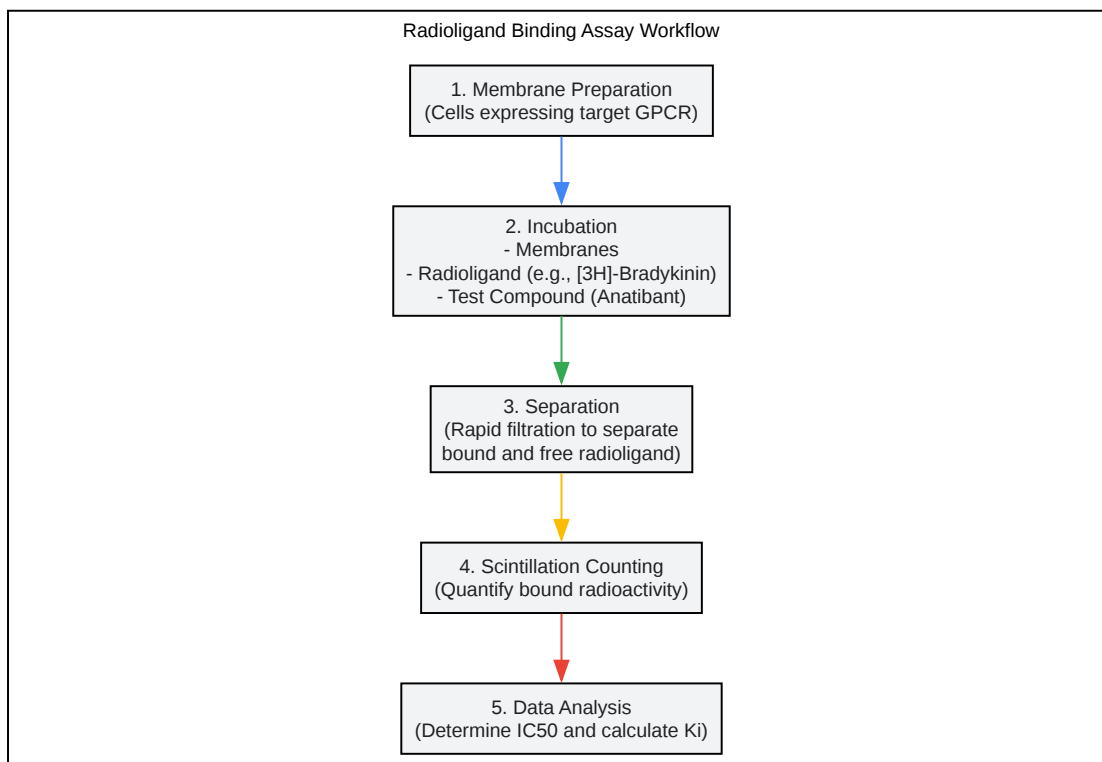 Radioligand Binding Assay Workflow
1. Membrane Preparation
(Cells expressing target GPCR)
2. Incubation
- Membranes
- Radioligand (e.g., [3H]-Bradykinin)
- Test Compound (Anatibant)
3. Separation
(Rapid filtration to separate
bound and free radioligand)
4. Scintillation Counting
(Quantify bound radioactivity)
5. Data Analysis
(Determine IC50 and calculate Ki)